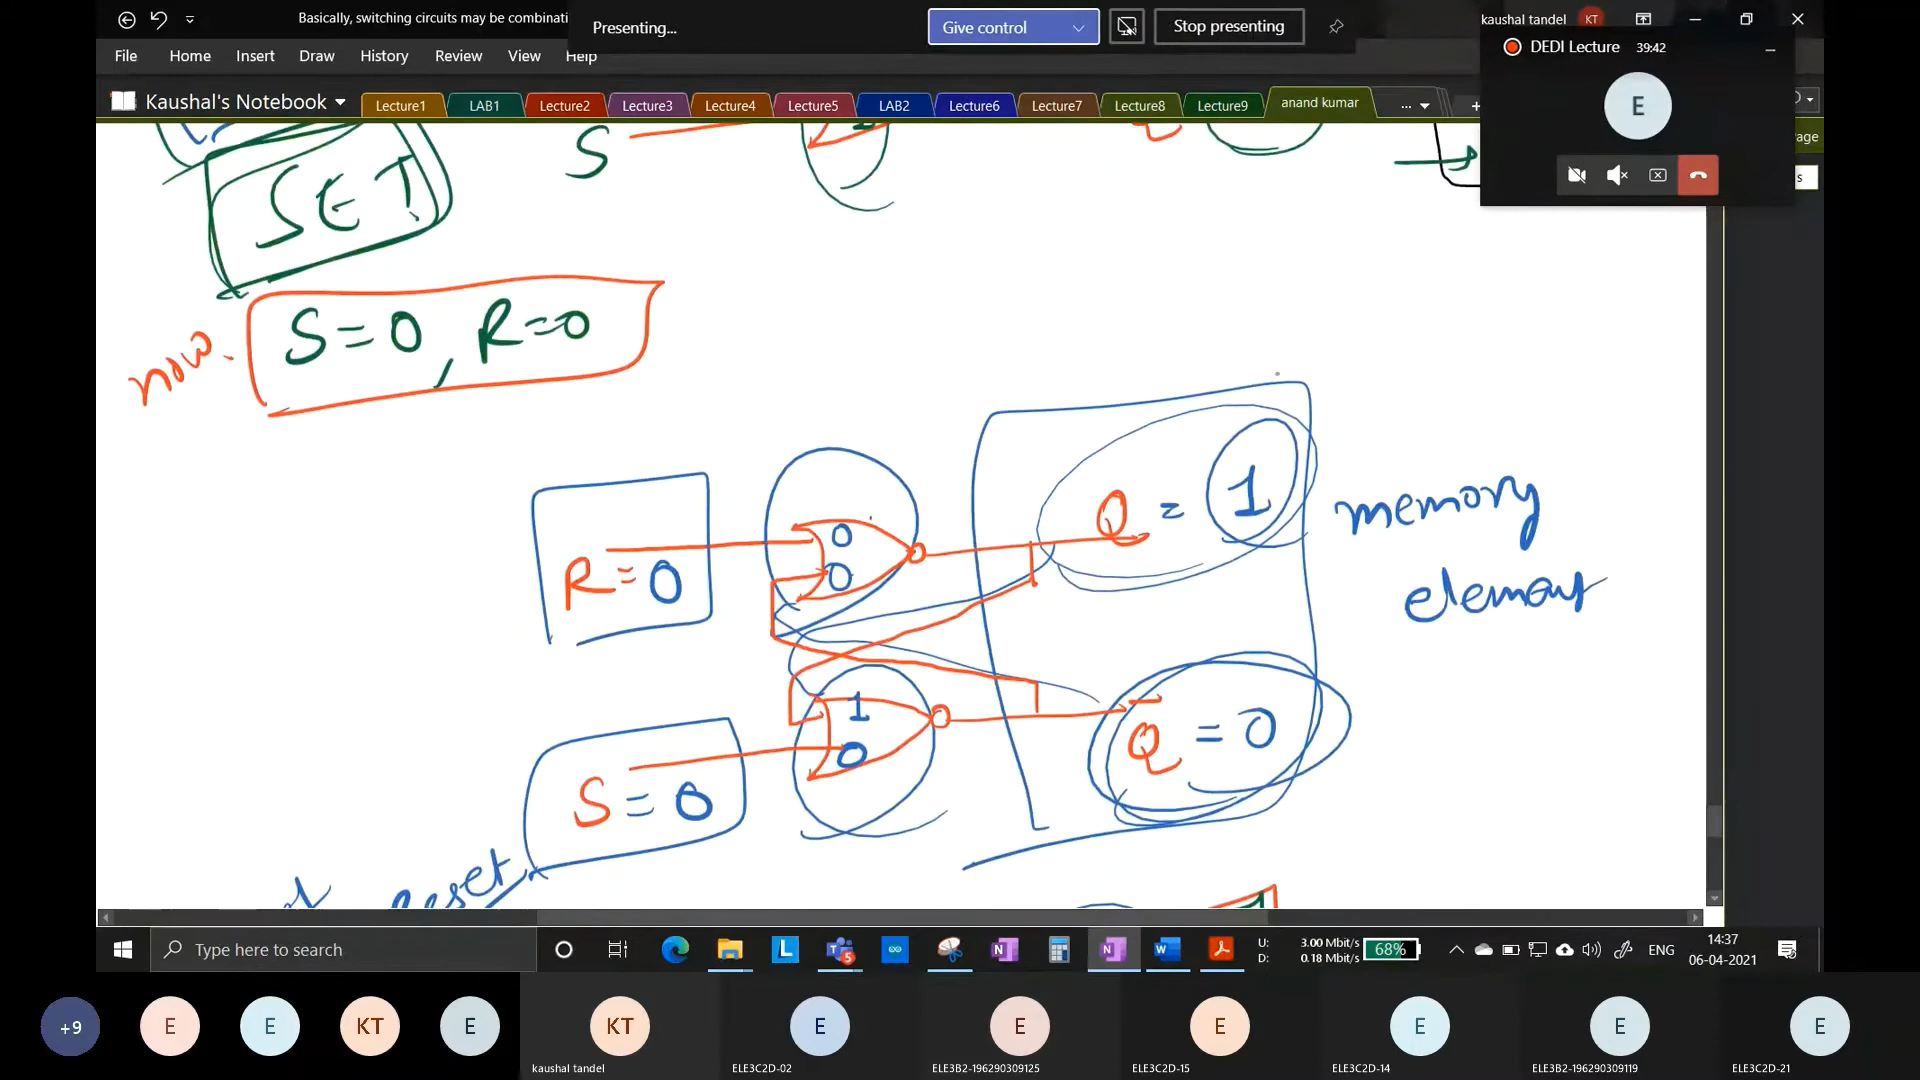 Basically, switching circuits may be combinati
Presenting...
Give control
Stop presenting
kaushal tandel KT
DEDI Lecture 39:42
E
File Home Insert Draw History Review View Help
Kaushal's Notebook
Lecture1 LAB1 Lecture2 Lecture3 Lecture4 Lecture5 LAB2 Lecture6 Lecture7 Lecture8 Lecture9 anand kumar ... +
age
s
S Q
SET
now. S=0, R=0
0
Q = 1
memory
R=0
0
element
1
0
Q̅ = 0
S=0
reset
Type here to search
U: 3.00 Mbit/s
D: 0.18 Mbit/s
68%
5
ENG
14:37
06-04-2021
+9 E E KT E KT E E E E E E
kaushal tandel ELE3C2D-02 ELE3B2-196290309125 ELE3C2D-15 ELE3C2D-14 ELE3B2-196290309119 ELE3C2D-21